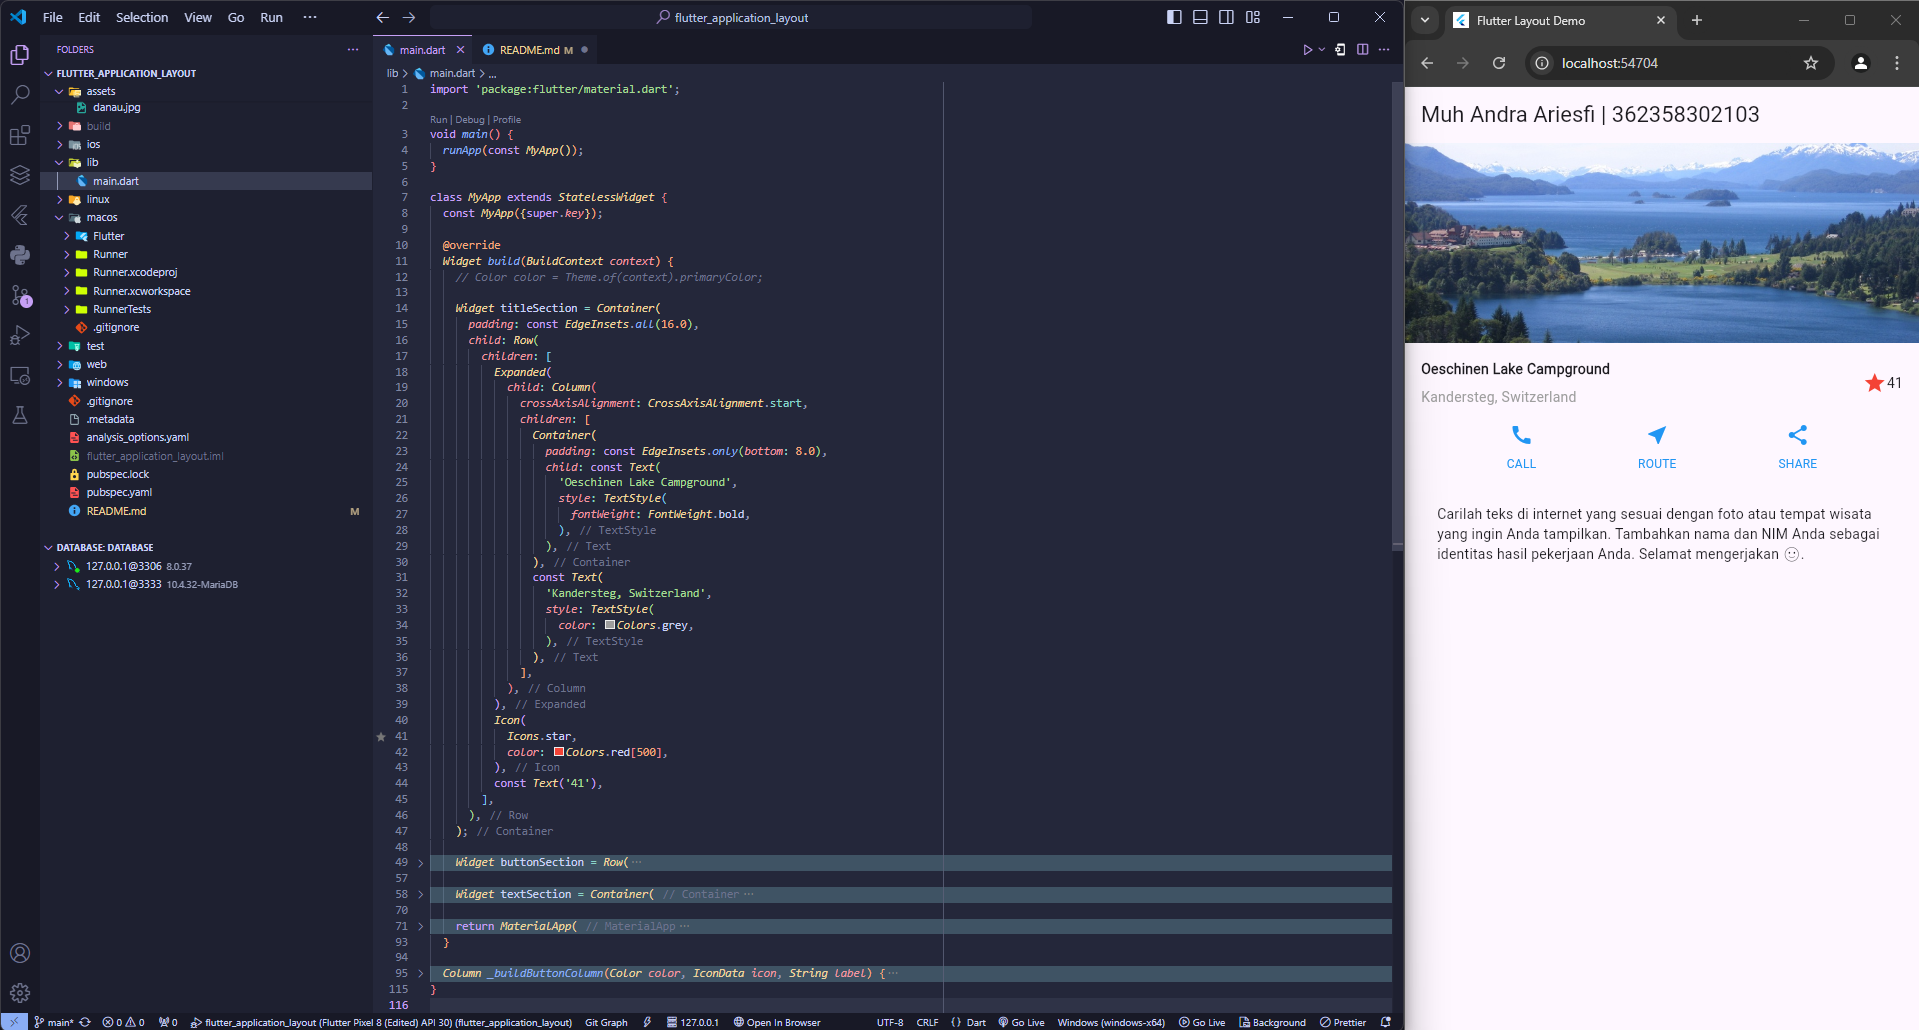 File Edit Selection View Go Run ···
flutter_application_layout
FOLDERS ···
FLUTTER_APPLICATION_LAYOUT
assets
danau.jpg
build
ios
lib
main.dart
linux
macos
Flutter
Runner
Runner.xcodeproj
Runner.xcworkspace
RunnerTests
.gitignore
test
web
windows
.gitignore
.metadata
analysis_options.yaml
flutter_application_layout.iml
pubspec.lock
pubspec.yaml
README.md M
DATABASE: DATABASE
127.0.0.1@3306 8.0.37
127.0.0.1@3333 10.4.32-MariaDB
1
main.dart README.md M
lib > main.dart > ...
1 import 'package:flutter/material.dart';
2
Run | Debug | Profile
3 void main() {
4 runApp(const MyApp());
5 }
6
7 class MyApp extends StatelessWidget {
8 const MyApp({super.key});
9
10 @override
11 Widget build(BuildContext context) {
12 // Color color = Theme.of(context).primaryColor;
13
14 Widget titleSection = Container(
15 padding: const EdgeInsets.all(16.0),
16 child: Row(
17 children: [
18 Expanded(
19 child: Column(
20 crossAxisAlignment: CrossAxisAlignment.start,
21 children: [
22 Container(
23 padding: const EdgeInsets.only(bottom: 8.0),
24 child: const Text(
25 'Oeschinen Lake Campground',
26 style: TextStyle(
27 fontWeight: FontWeight.bold,
28 ), // TextStyle
29 ), // Text
30 ), // Container
31 const Text(
32 'Kandersteg, Switzerland',
33 style: TextStyle(
34 color: Colors.grey,
35 ), // TextStyle
36 ), // Text
37 ],
38 ), // Column
39 ), // Expanded
40 Icon(
41 Icons.star,
42 color: Colors.red[500],
43 ), // Icon
44 const Text('41'),
45 ],
46 ), // Row
47 ); // Container
48
49 Widget buttonSection = Row( ···
57
58 Widget textSection = Container( // Container ···
70
71 return MaterialApp( // MaterialApp ···
93 }
94
95 Column _buildButtonColumn(Color color, IconData icon, String label) { ···
115 }
116
main* 0 0 0 flutter_application_layout (Flutter Pixel 8 (Edited) API 30) (flutter_application_layout) Git Graph 127.0.0.1 Open In Browser UTF-8 CRLF {} Dart Go Live Windows (windows-x64) Go Live Background Prettier
Flutter Layout Demo
localhost:54704
Muh Andra Ariesfi | 362358302103
Oeschinen Lake Campground
Kandersteg, Switzerland
41
CALL ROUTE SHARE
Carilah teks di internet yang sesuai dengan foto atau tempat wisata
yang ingin Anda tampilkan. Tambahkan nama dan NIM Anda sebagai
identitas hasil pekerjaan Anda. Selamat mengerjakan 🙂.